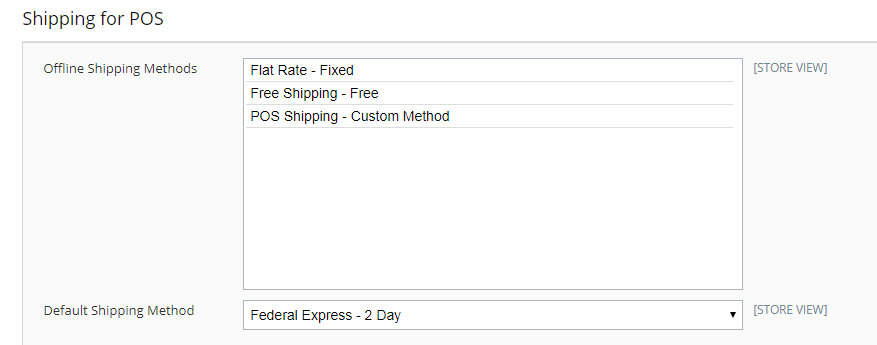 Shipping for POS
Offline Shipping Methods
Flat Rate - Fixed
[STORE VIEW]
Free Shipping - Free
POS Shipping - Custom Method
Default Shipping Method
Federal Express - 2 Day
[STORE VIEW]